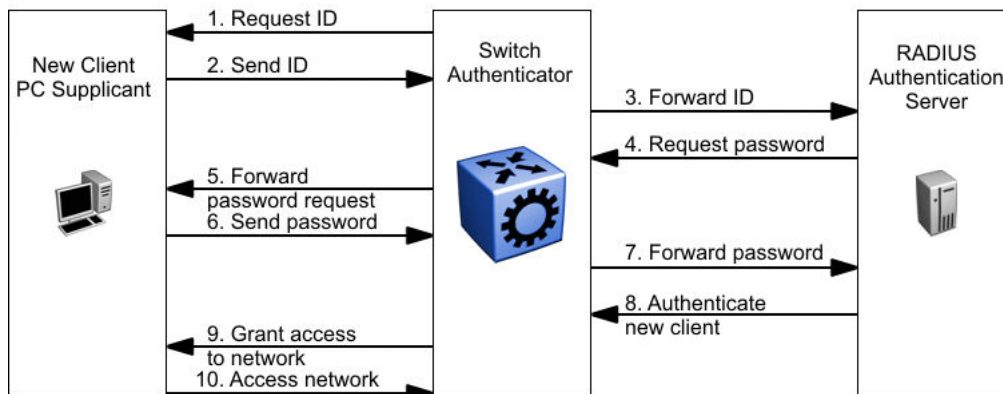 New Client
PC Supplicant
Switch
Authenticator
RADIUS
Authentication
Server
1. Request ID
2. Send ID
3. Forward ID
4. Request password
5. Forward
password request
6. Send password
7. Forward password
8. Authenticate
new client
9. Grant access
to network
10. Access network